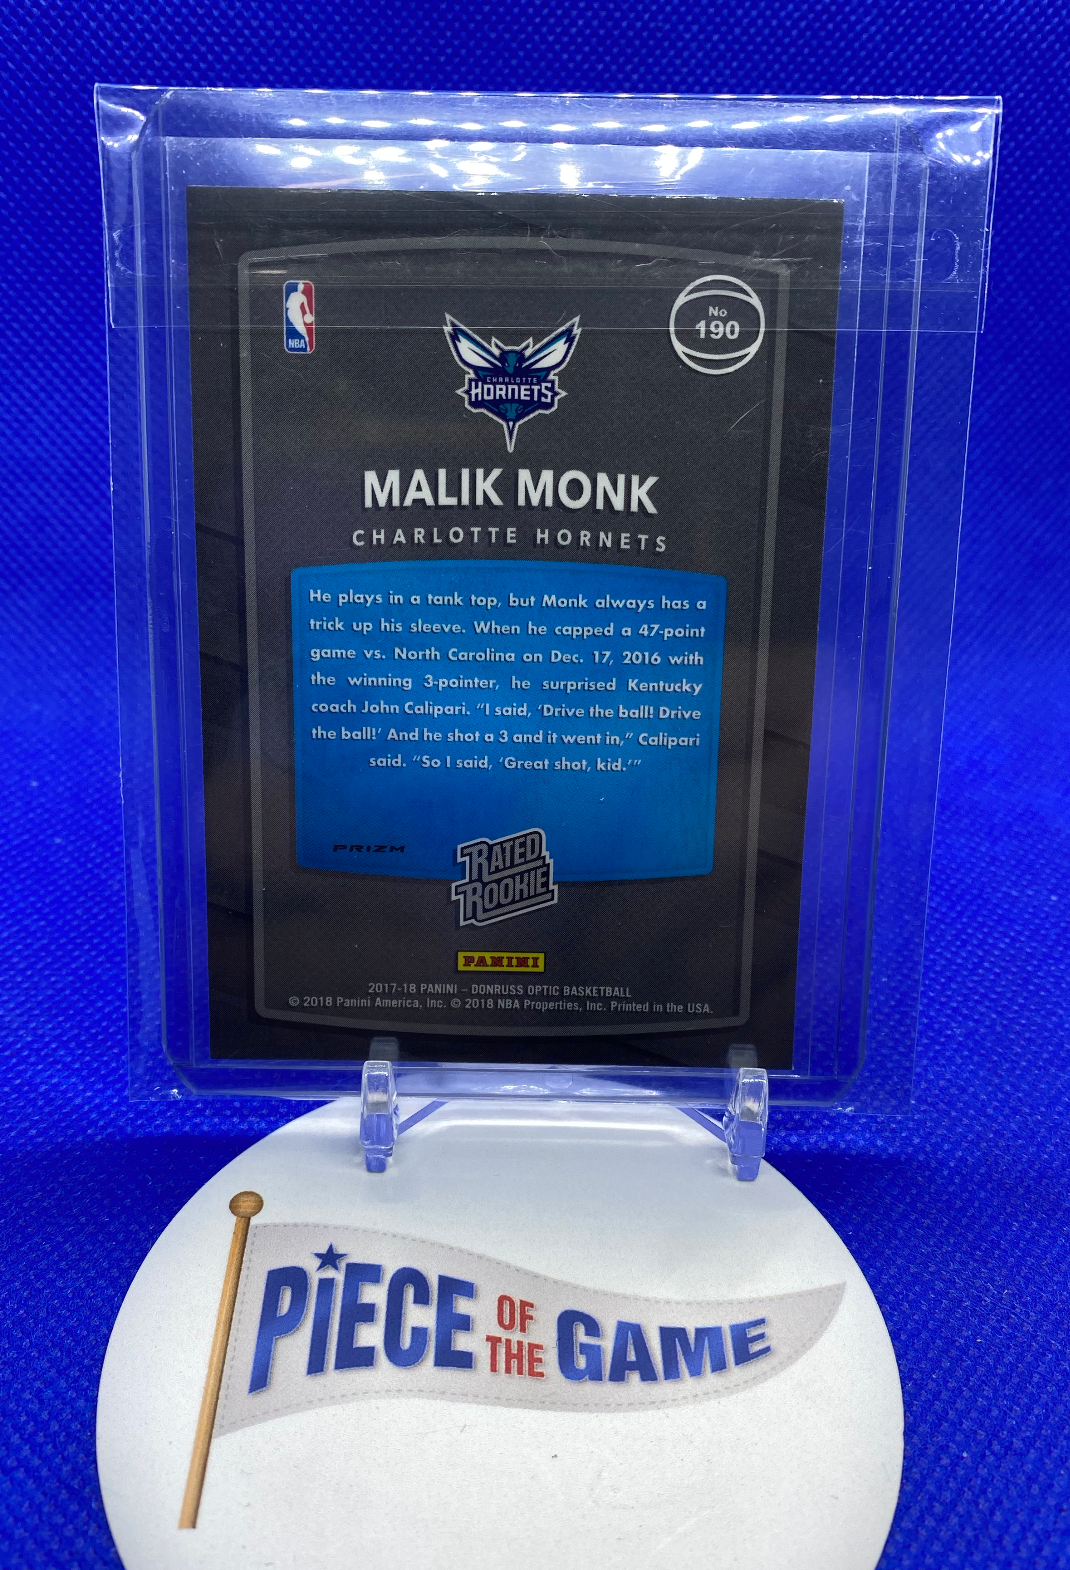 NBA
No
190
CHARLOTTE
HORNETS
MALIK MONK
CHARLOTTE HORNETS
He plays in a tank top, but Monk always has a
trick up his sleeve. When he capped a 47-point
game vs. North Carolina on Dec. 17, 2016 with
the winning 3-pointer, he surprised Kentucky
coach John Calipari. “I said, ‘Drive the ball! Drive
the ball!’ And he shot a 3 and it went in,” Calipari
said. “So I said, ‘Great shot, kid.’”
PRIZM
RATED
ROOKIE
PANINI
2017-18 PANINI – DONRUSS OPTIC BASKETBALL
© 2018 Panini America, Inc. © 2018 NBA Properties, Inc. Printed in the USA.
PiECE OF THE GAME